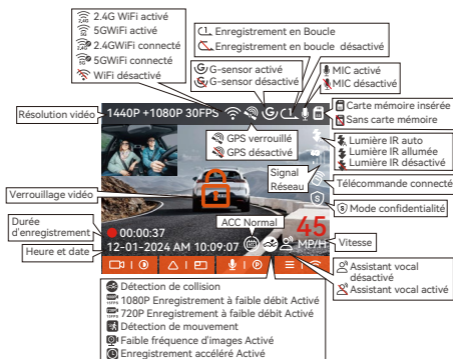 2.4G WiFi activé
5GWiFi activé
2.4GWiFi connecté
5GWiFi connecté
WiFi désactivé
Enregistrement en Boucle
Enregistrement en boucle désactivé
G-sensor activé
G-sensor désactivé
MIC activé
MIC désactivé
Résolution vidéo
1440P +1080P 30FPS
Carte mémoire insérée
Sans carte mémoire
GPS verrouillé
GPS désactivé
Lumière IR auto
Lumière IR allumée
Lumière IR désactivé
Signal
Réseau
Télécommande connecté
Verrouillage vidéo
Mode confidentialité
Durée
d'enregistrement
00:00:37
ACC Normal
45
MP/H
Vitesse
Heure et date
12-01-2024 AM 10:09:07
Assistant vocal
désactivé
Assistant vocal activé
Détection de collision
1080P Enregistrement à faible débit Activé
720P Enregistrement à faible débit Activé
Détection de mouvement
Faible fréquence d'images Activé
Enregistrement accéléré Activé